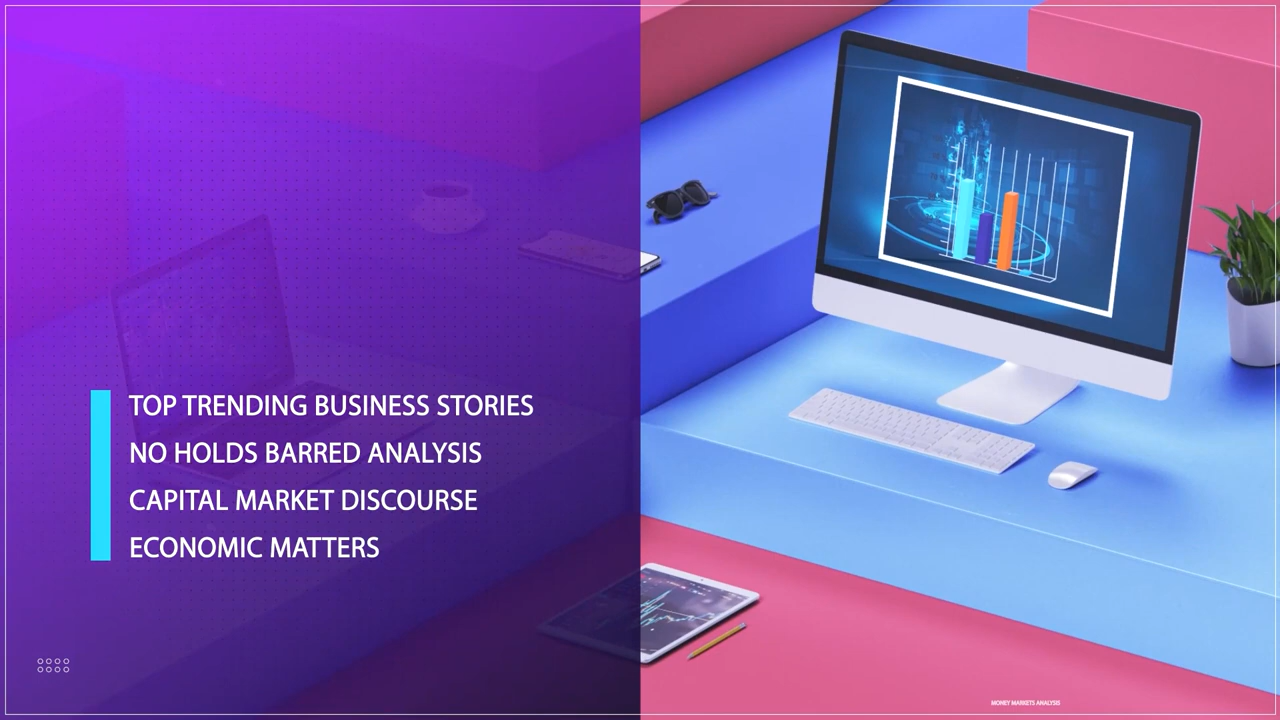 TOP TRENDING BUSINESS STORIES
NO HOLDS BARRED ANALYSIS
CAPITAL MARKET DISCOURSE
ECONOMIC MATTERS
MONEY MARKETS ANALYSIS